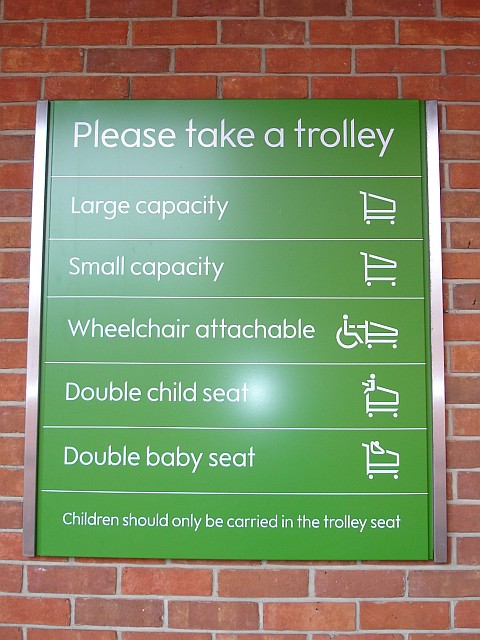 Please take a trolley
Large capacity
Small capacity
Wheelchair attachable
Double child seat
Double baby seat
Children should only be carried in the trolley seat